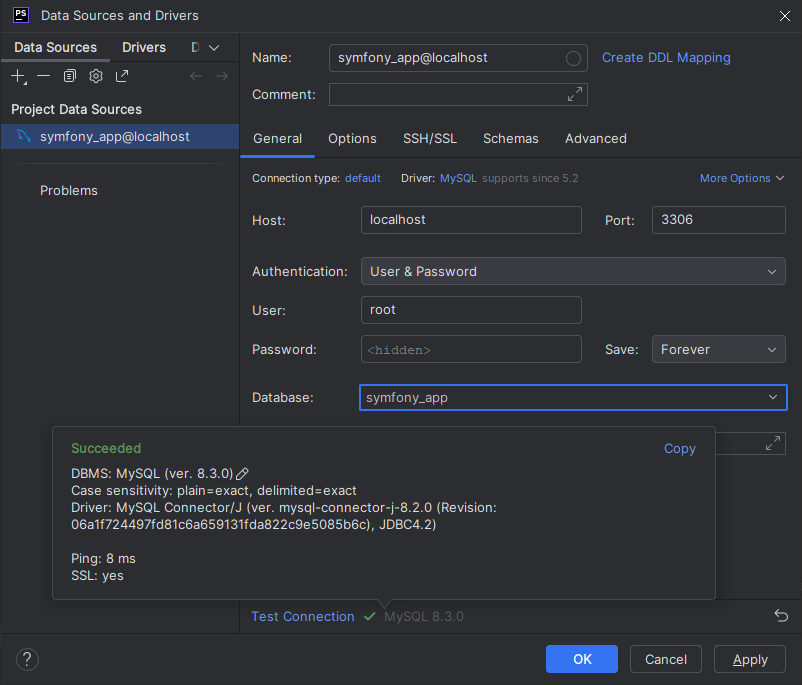 PS Data Sources and Drivers
Data Sources Drivers D
Project Data Sources
symfony_app@localhost
Problems
Name: symfony_app@localhost Create DDL Mapping
Comment:
General Options SSH/SSL Schemas Advanced
Connection type: default Driver: MySQL supports since 5.2 More Options
Host: localhost Port: 3306
Authentication: User & Password
User: root
Password: <hidden> Save: Forever
Database: symfony_app
Succeeded Copy
DBMS: MySQL (ver. 8.3.0)
Case sensitivity: plain=exact, delimited=exact
Driver: MySQL Connector/J (ver. mysql-connector-j-8.2.0 (Revision:
06a1f724497fd81c6a659131fda822c9e5085b6c), JDBC4.2)
Ping: 8 ms
SSL: yes
Test Connection MySQL 8.3.0
? OK Cancel Apply